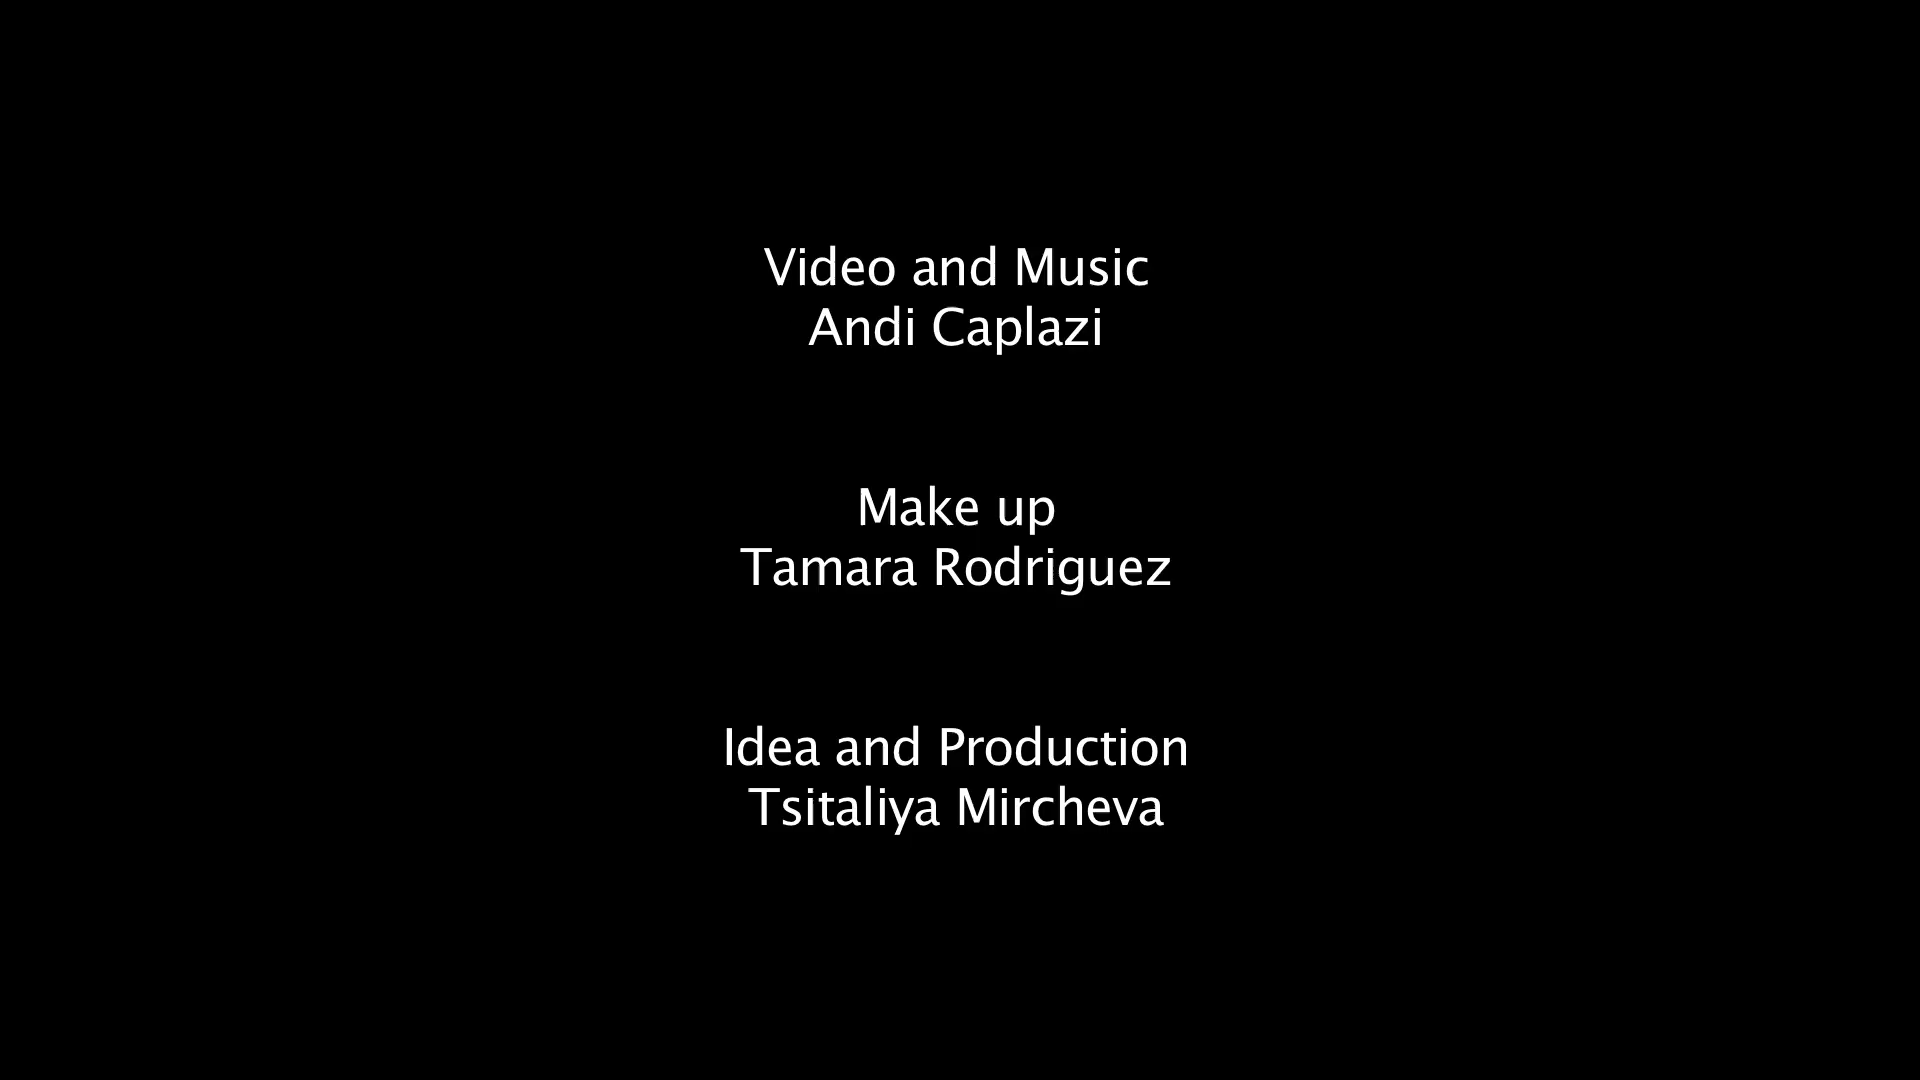 Video and Music
Andi Caplazi
Make up
Tamara Rodriguez
Idea and Production
Tsitaliya Mircheva